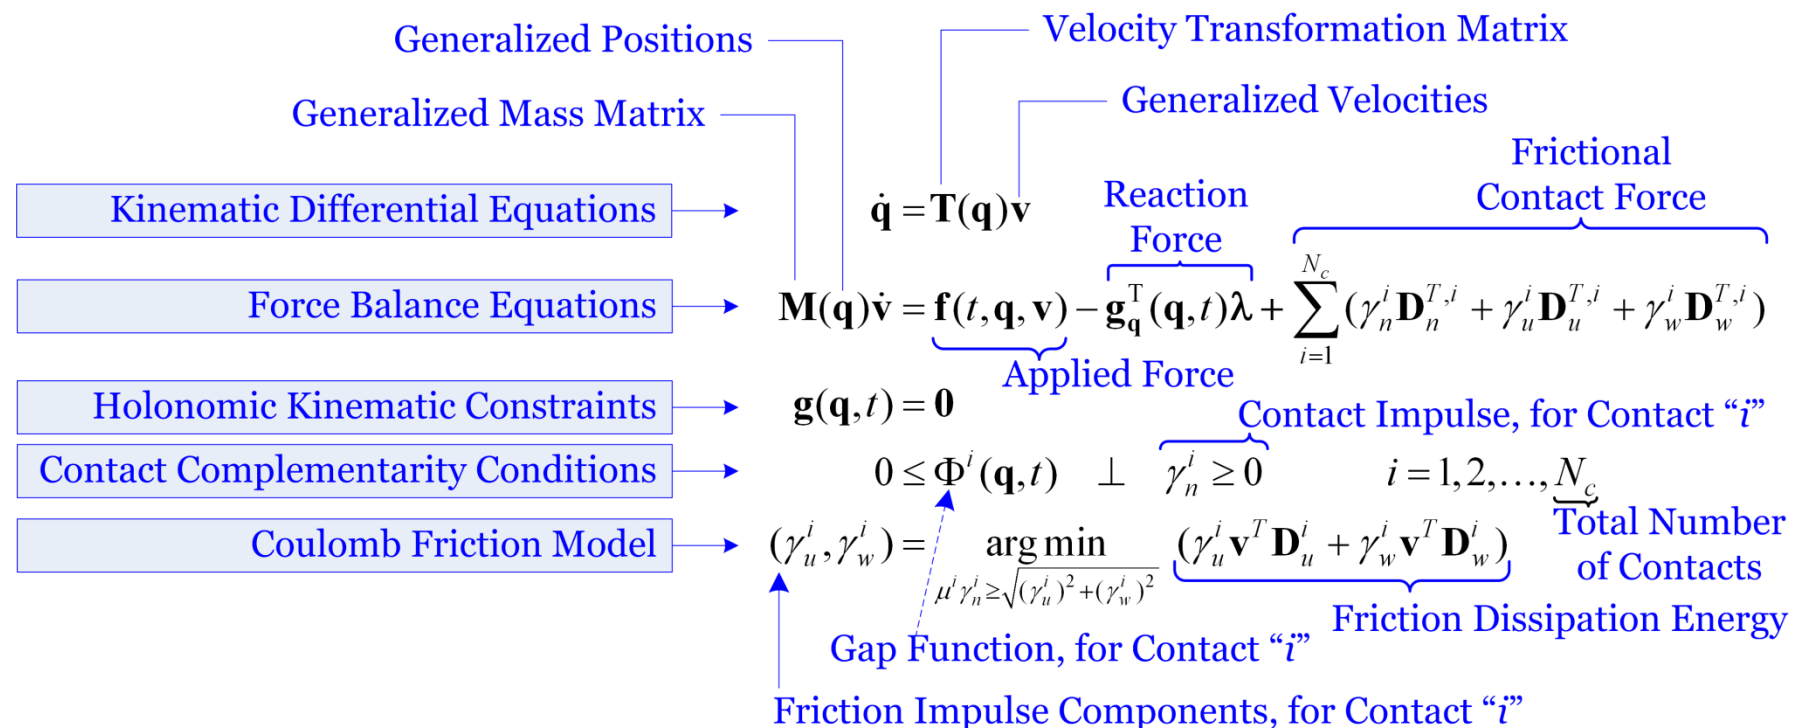 Generalized Positions
Velocity Transformation Matrix
Generalized Mass Matrix
Generalized Velocities
Frictional
Contact Force
Reaction
Force
Kinematic Differential Equations
q̇ = T(q)v
Force Balance Equations
M(q)v̇ = f(t, q, v) − g_q^T(q, t)λ + ∑_{i=1}^{N_c} (γ_n^i D_n^{T,i} + γ_u^i D_u^{T,i} + γ_w^i D_w^{T,i})
Applied Force
Holonomic Kinematic Constraints
g(q, t) = 0
Contact Impulse, for Contact “i”
Contact Complementarity Conditions
0 ≤ Φ^i(q, t) ⊥ γ_n^i ≥ 0 i = 1, 2, …, N_c
Total Number
of Contacts
Coulomb Friction Model
(γ_u^i, γ_w^i) = arg min_{μ^i γ_n^i ≥ √((γ_u^i)^2 + (γ_w^i)^2)} (γ_u^i v^T D_u^i + γ_w^i v^T D_w^i)
Friction Dissipation Energy
Gap Function, for Contact “i”
Friction Impulse Components, for Contact “i”